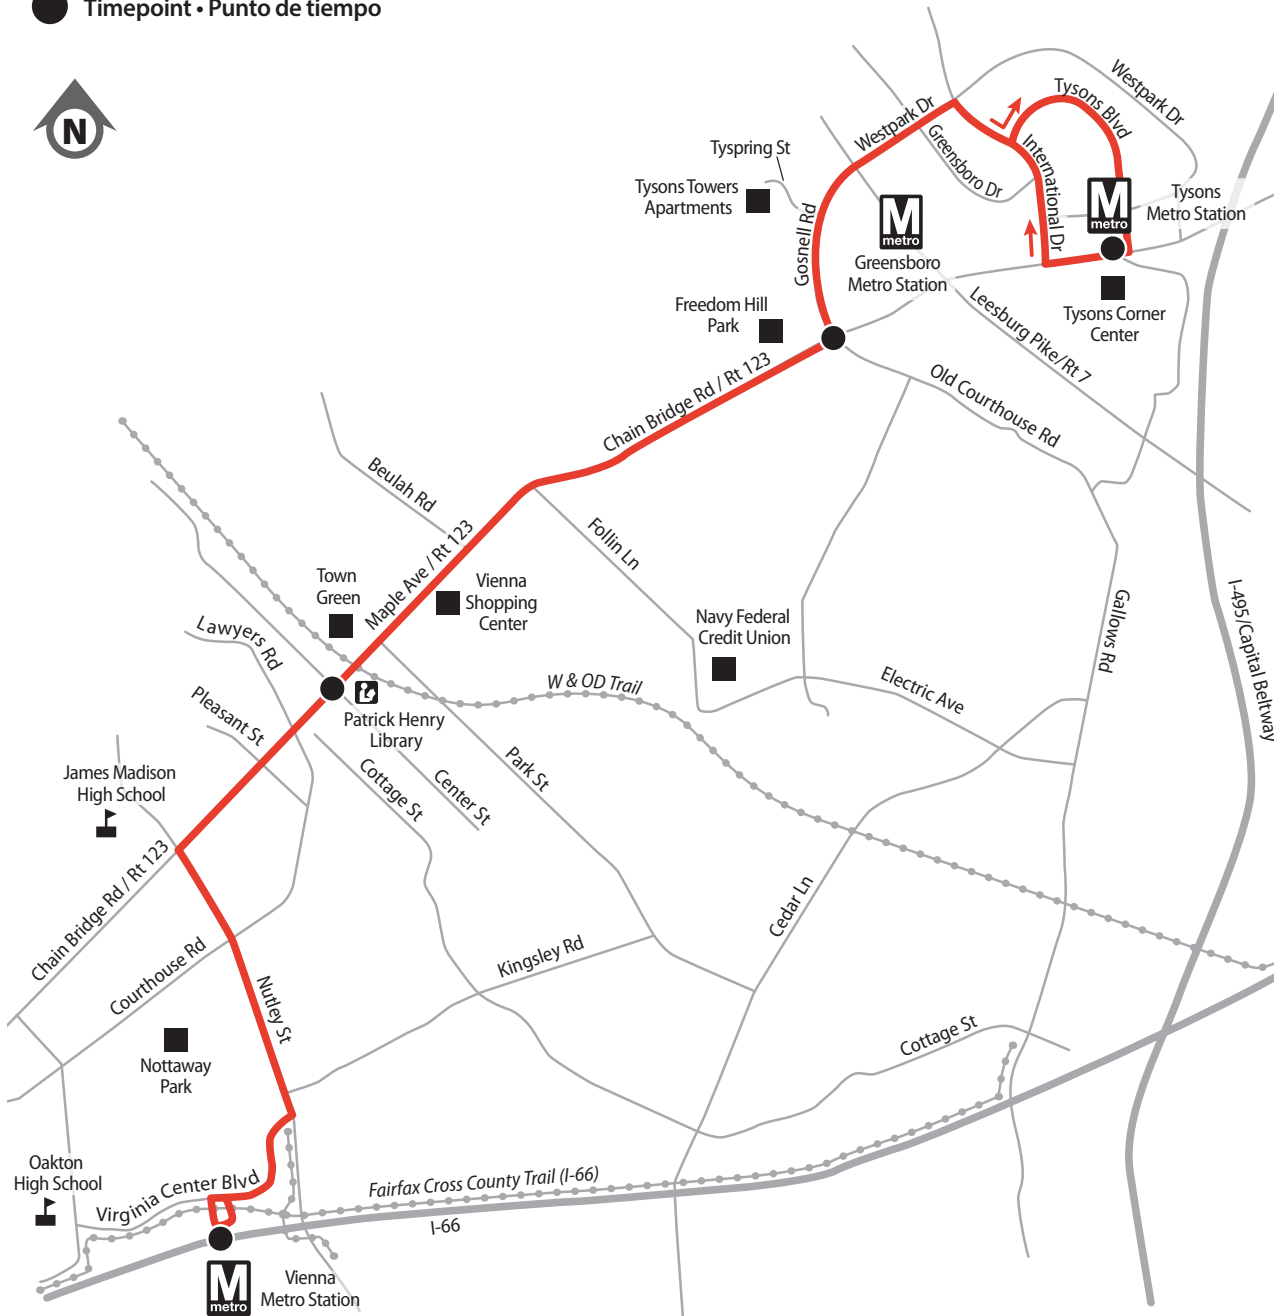 Timepoint • Punto de tiempo
N
Westpark Dr
Tysons Blvd
Westpark Dr
Greensboro Dr
International Dr
Tyspring St
Tysons Towers
Apartments
Gosnell Rd
M
metro
Greensboro
Metro Station
M
metro
Tysons
Metro Station
Tysons Corner
Center
Freedom Hill
Park
Leesburg Pike/Rt 7
Chain Bridge Rd / Rt 123
Old Courthouse Rd
Beulah Rd
Maple Ave / Rt 123
Follin Ln
Town
Green
Vienna
Shopping
Center
Navy Federal
Credit Union
Gallows Rd
I-495/Capital Beltway
Lawyers Rd
W & OD Trail
Electric Ave
Pleasant St
Patrick Henry
Library
Park St
Center St
Cottage St
James Madison
High School
Chain Bridge Rd / Rt 123
Cedar Ln
Courthouse Rd
Kingsley Rd
Nutley St
Nottaway
Park
Cottage St
Oakton
High School
Virginia Center Blvd
Fairfax Cross County Trail (I-66)
I-66
M
metro
Vienna
Metro Station